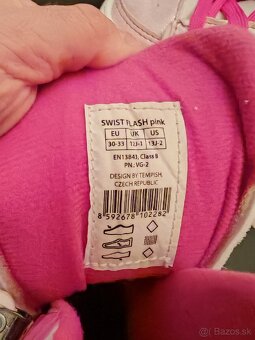 SWIST FLASH pink
EU UK US
30-33 12J-1 13J-2
EN13843, Class B
PN.: VG-2
DESIGN BY TEMPISH,
CZECH REPUBLIC
8 592678 102282
bazos.sk